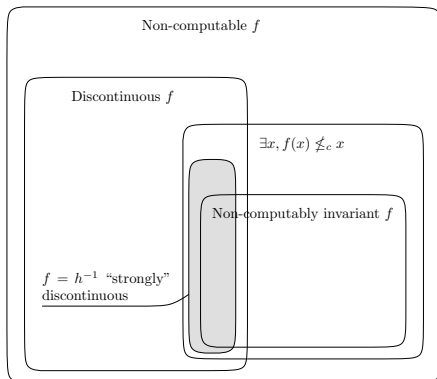 Non-computable f
Discontinuous f
∃x, f(x) ≰_c x
Non-computably invariant f
f = h⁻¹ “strongly”
discontinuous